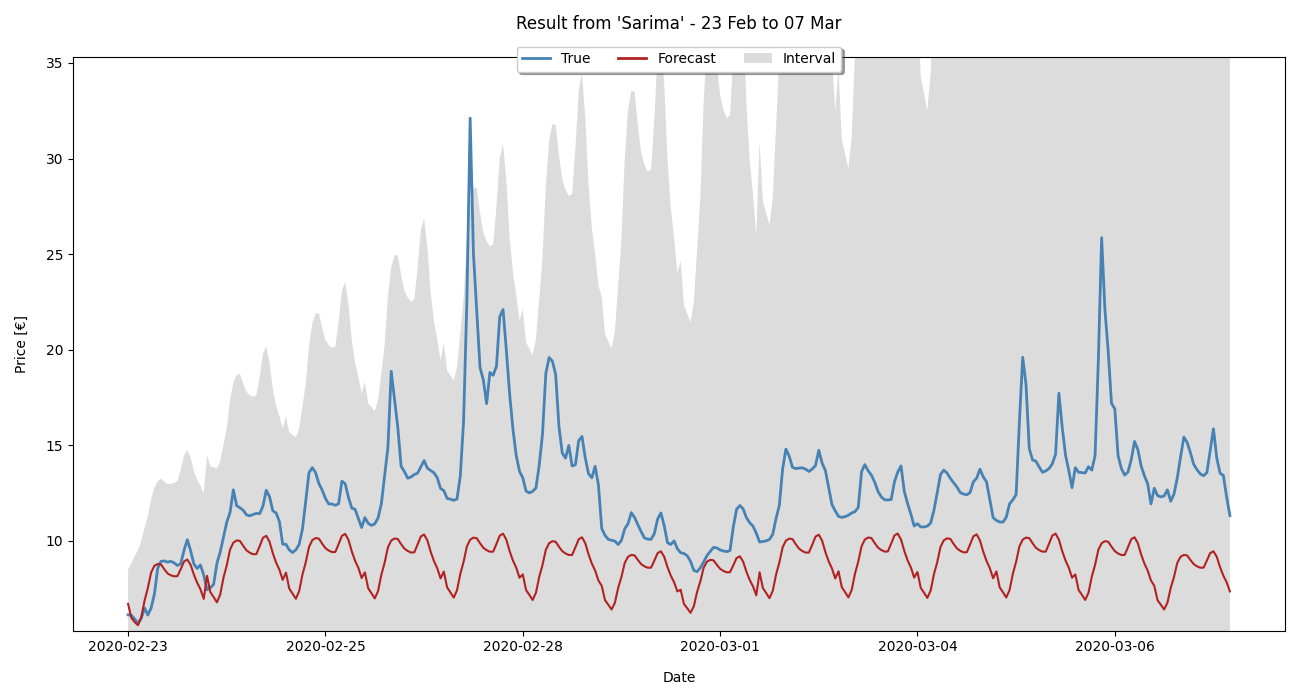 Result from 'Sarima' - 23 Feb to 07 Mar
True Forecast Interval
35
30
25
20
15
10
Price [€]
2020-02-23 2020-02-25 2020-02-28 2020-03-01 2020-03-04 2020-03-06
Date